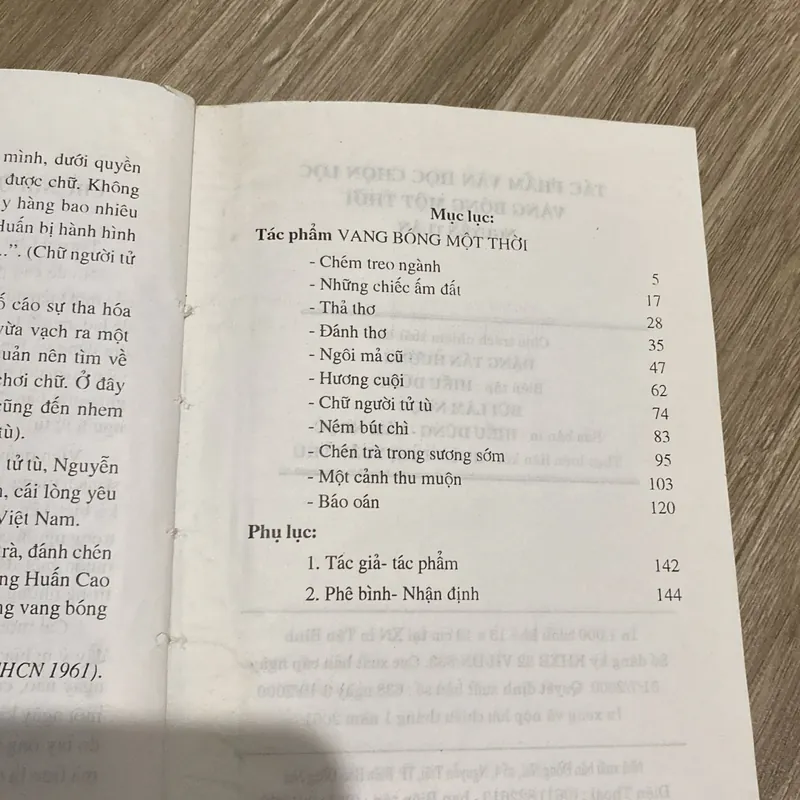 mình, dưới quyền
được chữ. Không
y hàng bao nhiêu
Huấn bị hành hình
...”. (Chữ người tử
ố cáo sự tha hóa
vừa vạch ra một
quản nên tìm về
chơi chữ. Ở đây
cũng đến nhem
tù).
tử tù, Nguyễn
, cái lòng yêu
Việt Nam.
trà, đánh chén
ng Huấn Cao
ng vang bóng
HCN 1961).
Mục lục:
Tác phẩm VANG BÓNG MỘT THỜI
- Chém treo ngành 5
- Những chiếc ấm đất 17
- Thả thơ 28
- Đánh thơ 35
- Ngôi mả cũ 47
- Hương cuội 62
- Chữ người tử tù 74
- Ném bút chì 83
- Chén trà trong sương sớm 95
- Một cảnh thu muộn 103
- Báo oán 120
Phụ lục:
1. Tác giả- tác phẩm 142
2. Phê bình- Nhận định 144